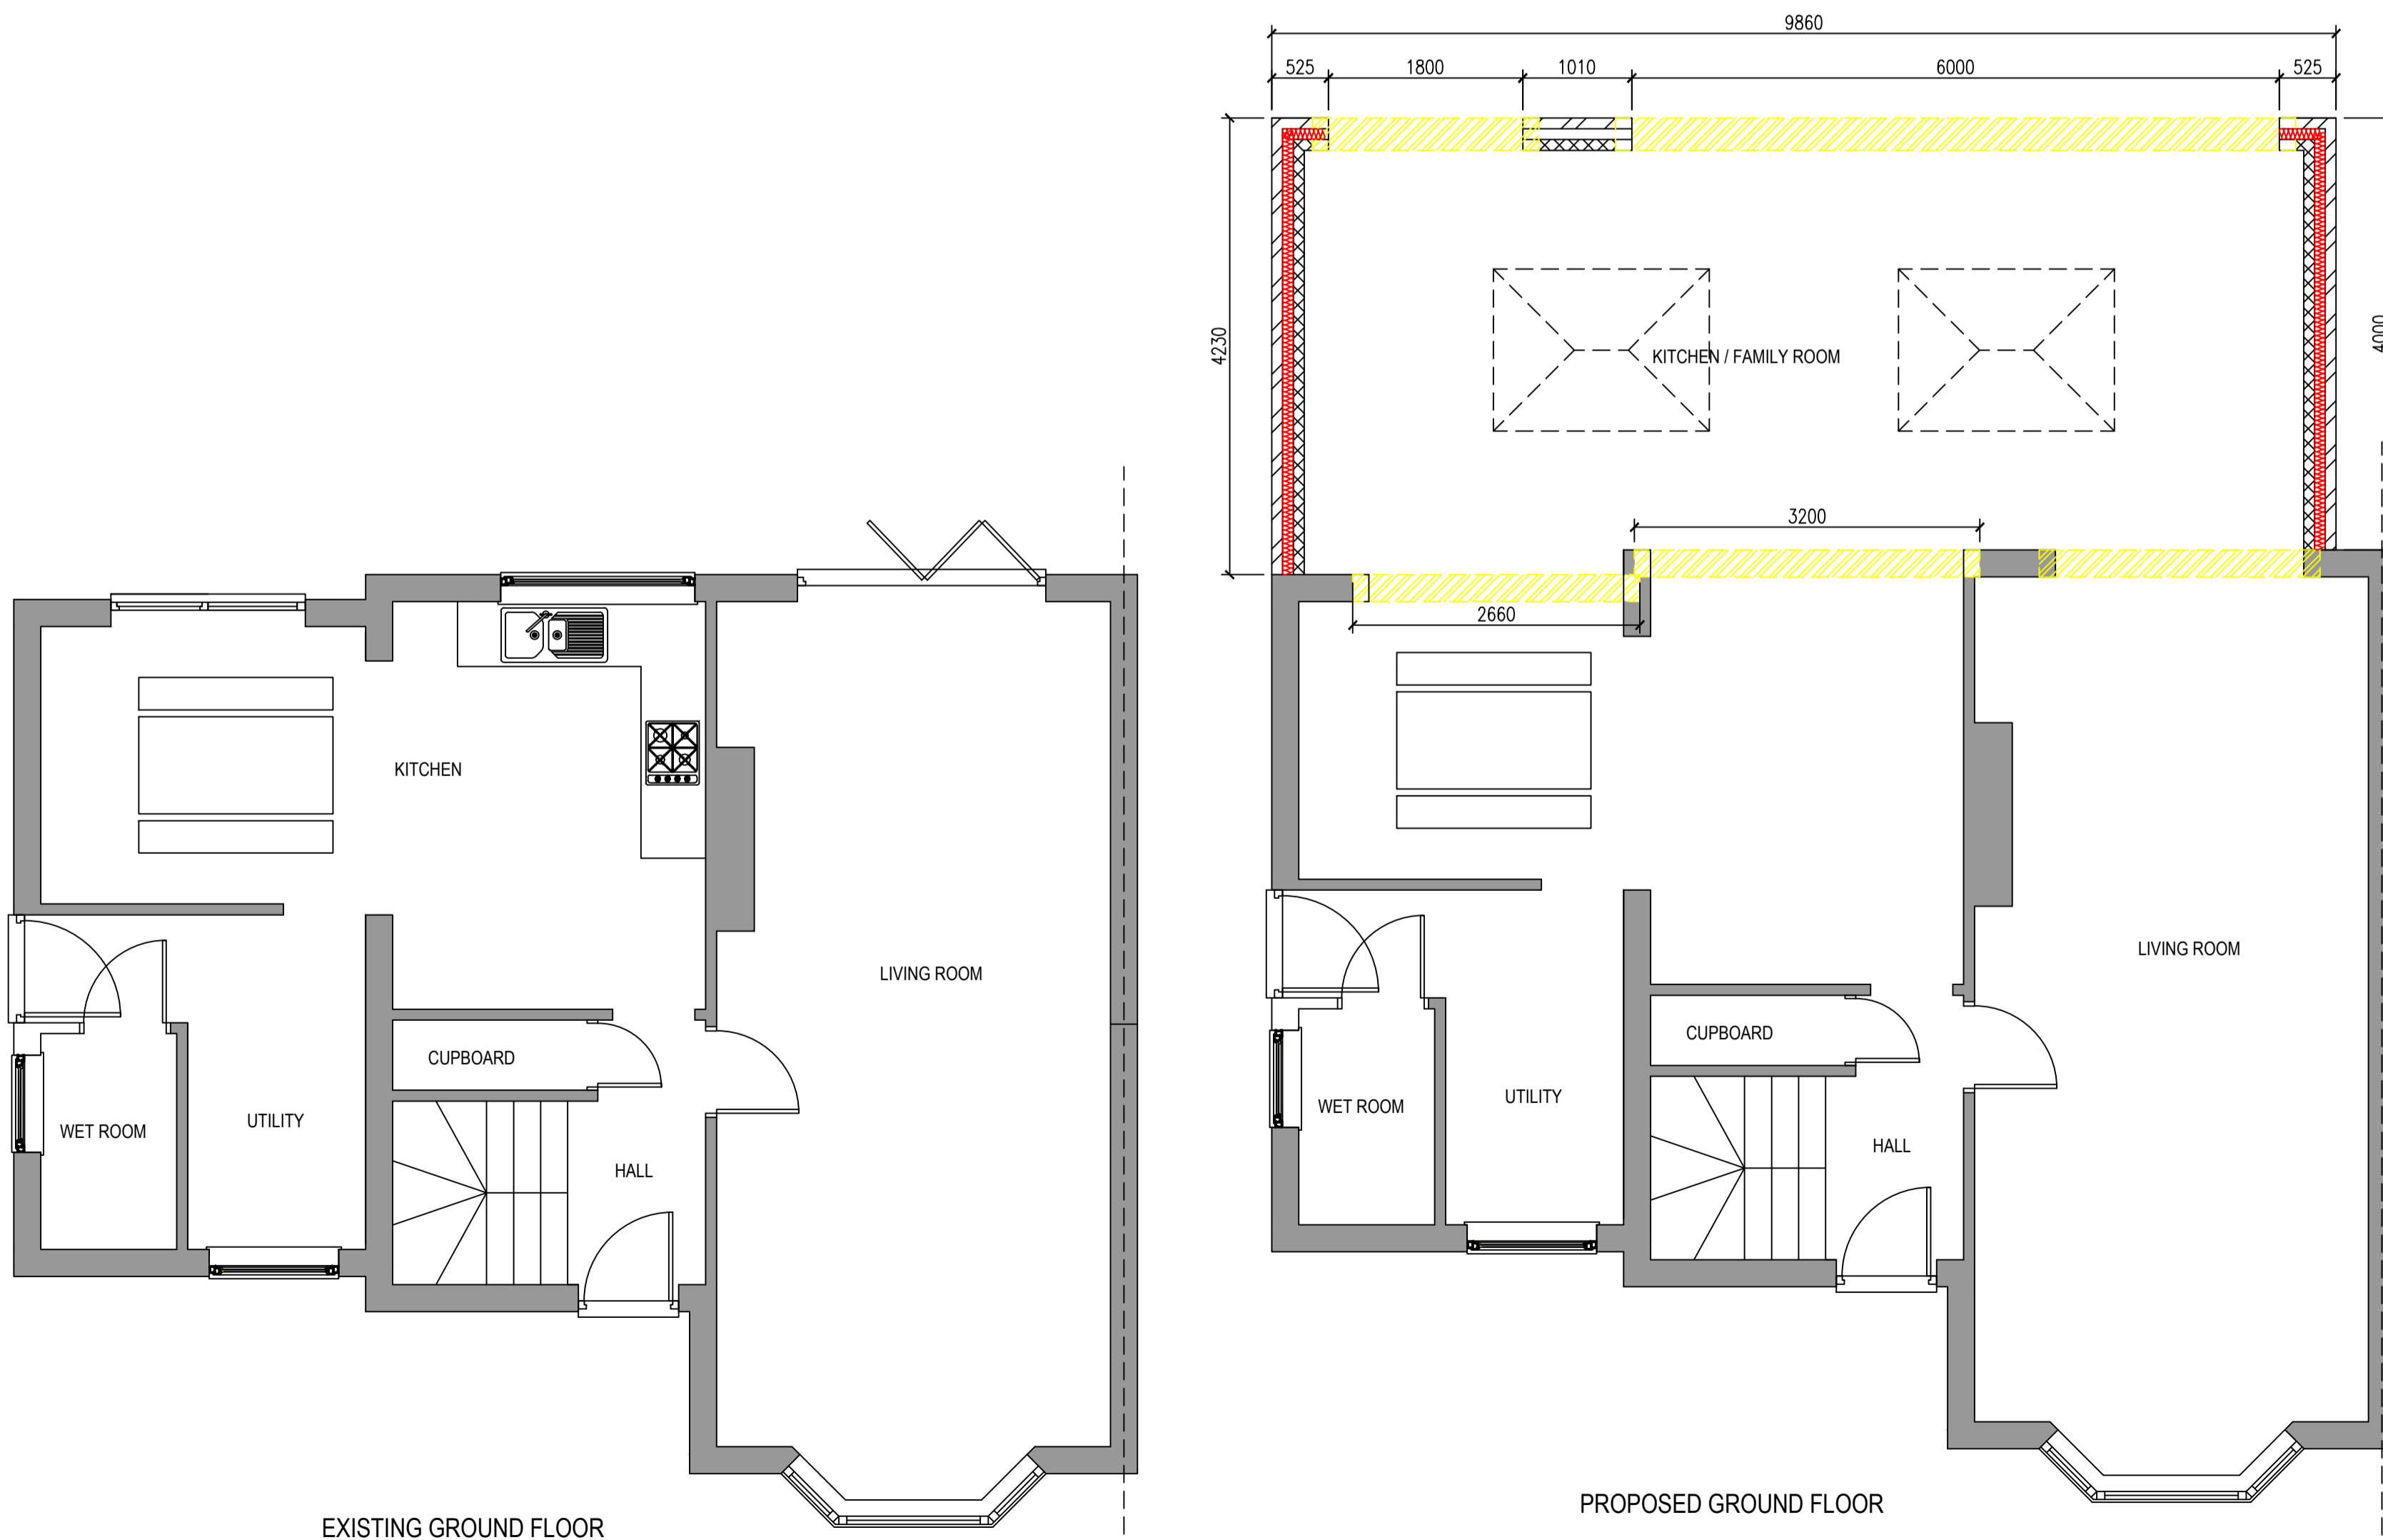 KITCHEN
LIVING ROOM
CUPBOARD
WET ROOM
UTILITY
HALL
EXISTING GROUND FLOOR
9860
525
1800
1010
6000
525
4230
4000
KITCHEN / FAMILY ROOM
3200
2660
LIVING ROOM
CUPBOARD
WET ROOM
UTILITY
HALL
PROPOSED GROUND FLOOR